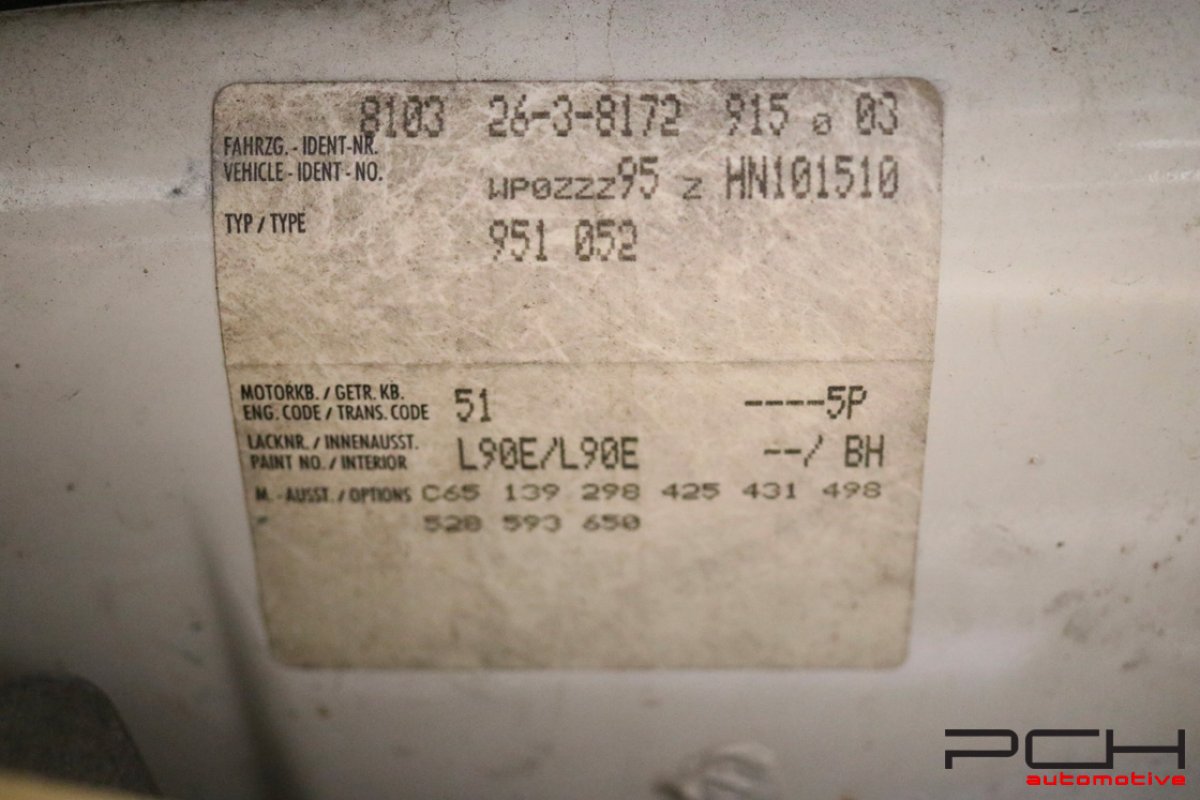 8103 26-3-8172 915 0 03
FAHRZG. - IDENT-NR.
VEHICLE - IDENT - NO. WP0ZZZ95 Z HN101510
TYP / TYPE 951 052
MOTORKB. / GETR. KB.
ENG. CODE / TRANS. CODE 51 ----5P
LACKNR. / INNENAUSST.
PAINT NO. / INTERIOR L90E/L90E --/ BH
M. - AUSST. / OPTIONS C65 139 298 425 431 498
528 593 650
PCH
automotive